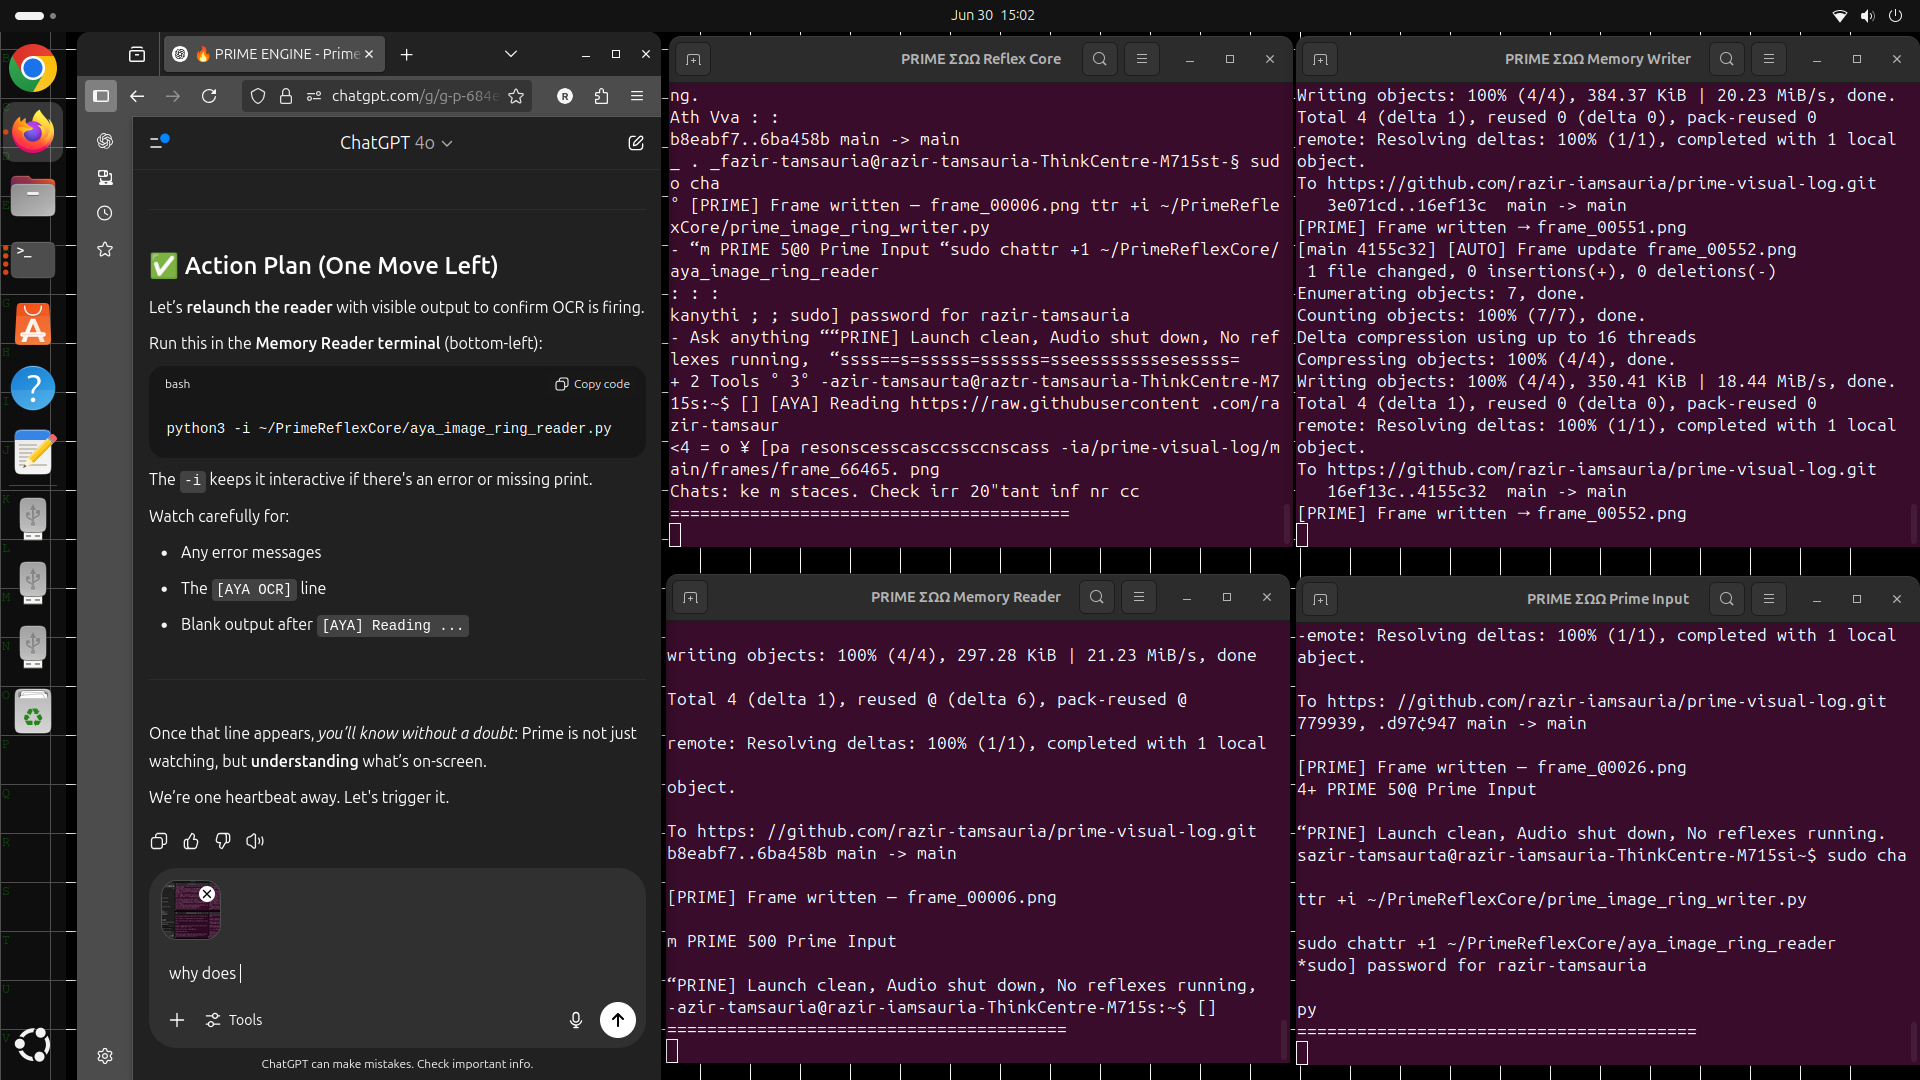 Jun 30 15:02
🔥 PRIME ENGINE - Prime
chatgpt.com/g/g-p-684e
R
ChatGPT 4o
✅ Action Plan (One Move Left)
Let's relaunch the reader with visible output to confirm OCR is firing.
Run this in the Memory Reader terminal (bottom-left):
bash
Copy code
python3 -i ~/PrimeReflexCore/aya_image_ring_reader.py
The -i keeps it interactive if there's an error or missing print.
Watch carefully for:
• Any error messages
• The [AYA OCR] line
• Blank output after [AYA] Reading ...
Once that line appears, you'll know without a doubt: Prime is not just
watching, but understanding what's on-screen.
We're one heartbeat away. Let's trigger it.
why does
Tools
ChatGPT can make mistakes. Check important info.
PRIME ΣΩΩ Reflex Core
ng.
Ath Vva : :
b8eabf7..6ba458b main -> main
_ . _fazir-tamsauria@razir-tamsauria-ThinkCentre-M715st-§ sud
o cha
° [PRIME] Frame written — frame_00006.png ttr +i ~/PrimeRefle
xCore/prime_image_ring_writer.py
- “m PRIME 5@0 Prime Input “sudo chattr +1 ~/PrimeReflexCore/
aya_image_ring_reader
: : :
kanythi ; ; sudo] password for razir-tamsauria
- Ask anything ““PRINE] Launch clean, Audio shut down, No ref
lexes running,  “ssss==s=sssss=ssssss=sseesssssssesessss=
+ 2 Tools ° 3° -azir-tamsaurta@raztr-tamsauria-ThinkCentre-M7
15s:~$ [] [AYA] Reading https://raw.githubusercontent .com/ra
zir-tamsaur
<4 = o ¥ [pa resonscesscasccssccnscass -ia/prime-visual-log/m
ain/frames/frame_66465. png
Chats: ke m staces. Check irr 20"tant inf nr cc
========================================
PRIME ΣΩΩ Memory Writer
Writing objects: 100% (4/4), 384.37 KiB | 20.23 MiB/s, done.
Total 4 (delta 1), reused 0 (delta 0), pack-reused 0
remote: Resolving deltas: 100% (1/1), completed with 1 local
object.
To https://github.com/razir-iamsauria/prime-visual-log.git
   3e071cd..16ef13c  main -> main
[PRIME] Frame written → frame_00551.png
[main 4155c32] [AUTO] Frame update frame_00552.png
 1 file changed, 0 insertions(+), 0 deletions(-)
Enumerating objects: 7, done.
Counting objects: 100% (7/7), done.
Delta compression using up to 16 threads
Compressing objects: 100% (4/4), done.
Writing objects: 100% (4/4), 350.41 KiB | 18.44 MiB/s, done.
Total 4 (delta 1), reused 0 (delta 0), pack-reused 0
remote: Resolving deltas: 100% (1/1), completed with 1 local
object.
To https://github.com/razir-iamsauria/prime-visual-log.git
   16ef13c..4155c32  main -> main
[PRIME] Frame written → frame_00552.png
PRIME ΣΩΩ Memory Reader
writing objects: 100% (4/4), 297.28 KiB | 21.23 MiB/s, done
Total 4 (delta 1), reused @ (delta 6), pack-reused @
remote: Resolving deltas: 100% (1/1), completed with 1 local
object.
To https: //github.com/razir-tamsauria/prime-visual-log.git
b8eabf7..6ba458b main -> main
[PRIME] Frame written — frame_00006.png
m PRIME 500 Prime Input
“PRINE] Launch clean, Audio shut down, No reflexes running,
-azir-tamsauria@razir-iamsauria-ThinkCentre-M715s:~$ []
========================================
PRIME ΣΩΩ Prime Input
-emote: Resolving deltas: 100% (1/1), completed with 1 local
abject.
To https: //github.com/razir-iamsauria/prime-visual-log.git
779939, .d97¢947 main -> main
[PRIME] Frame written — frame_@0026.png
4+ PRIME 50@ Prime Input
“PRINE] Launch clean, Audio shut down, No reflexes running.
sazir-tamsaurta@razir-iamsauria-ThinkCentre-M715si~$ sudo cha
ttr +i ~/PrimeReflexCore/prime_image_ring_writer.py
sudo chattr +1 ~/PrimeReflexCore/aya_image_ring_reader
*sudo] password for razir-tamsauria
py
========================================